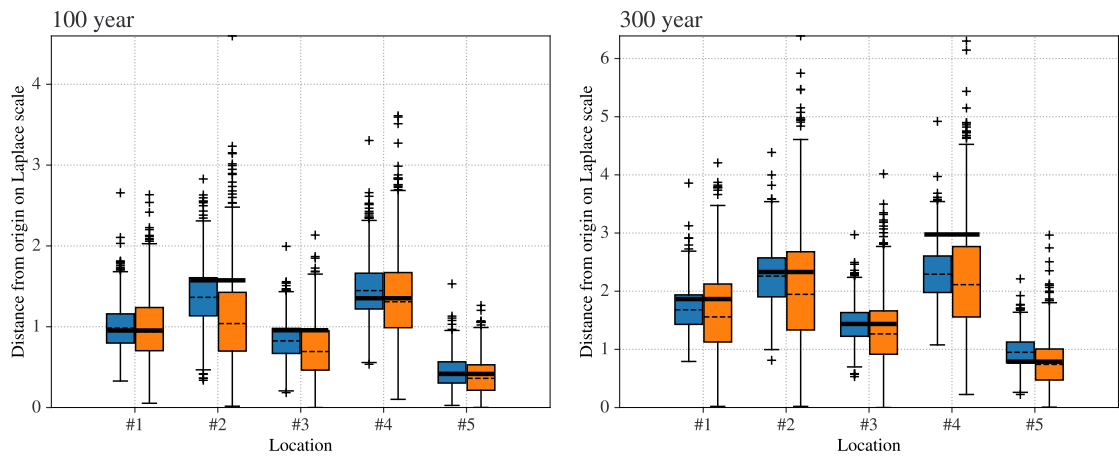 100 year
Distance from origin on Laplace scale
4
3
2
1
0
#1 #2 #3 #4 #5
Location
300 year
Distance from origin on Laplace scale
6
5
4
3
2
1
0
#1 #2 #3 #4 #5
Location